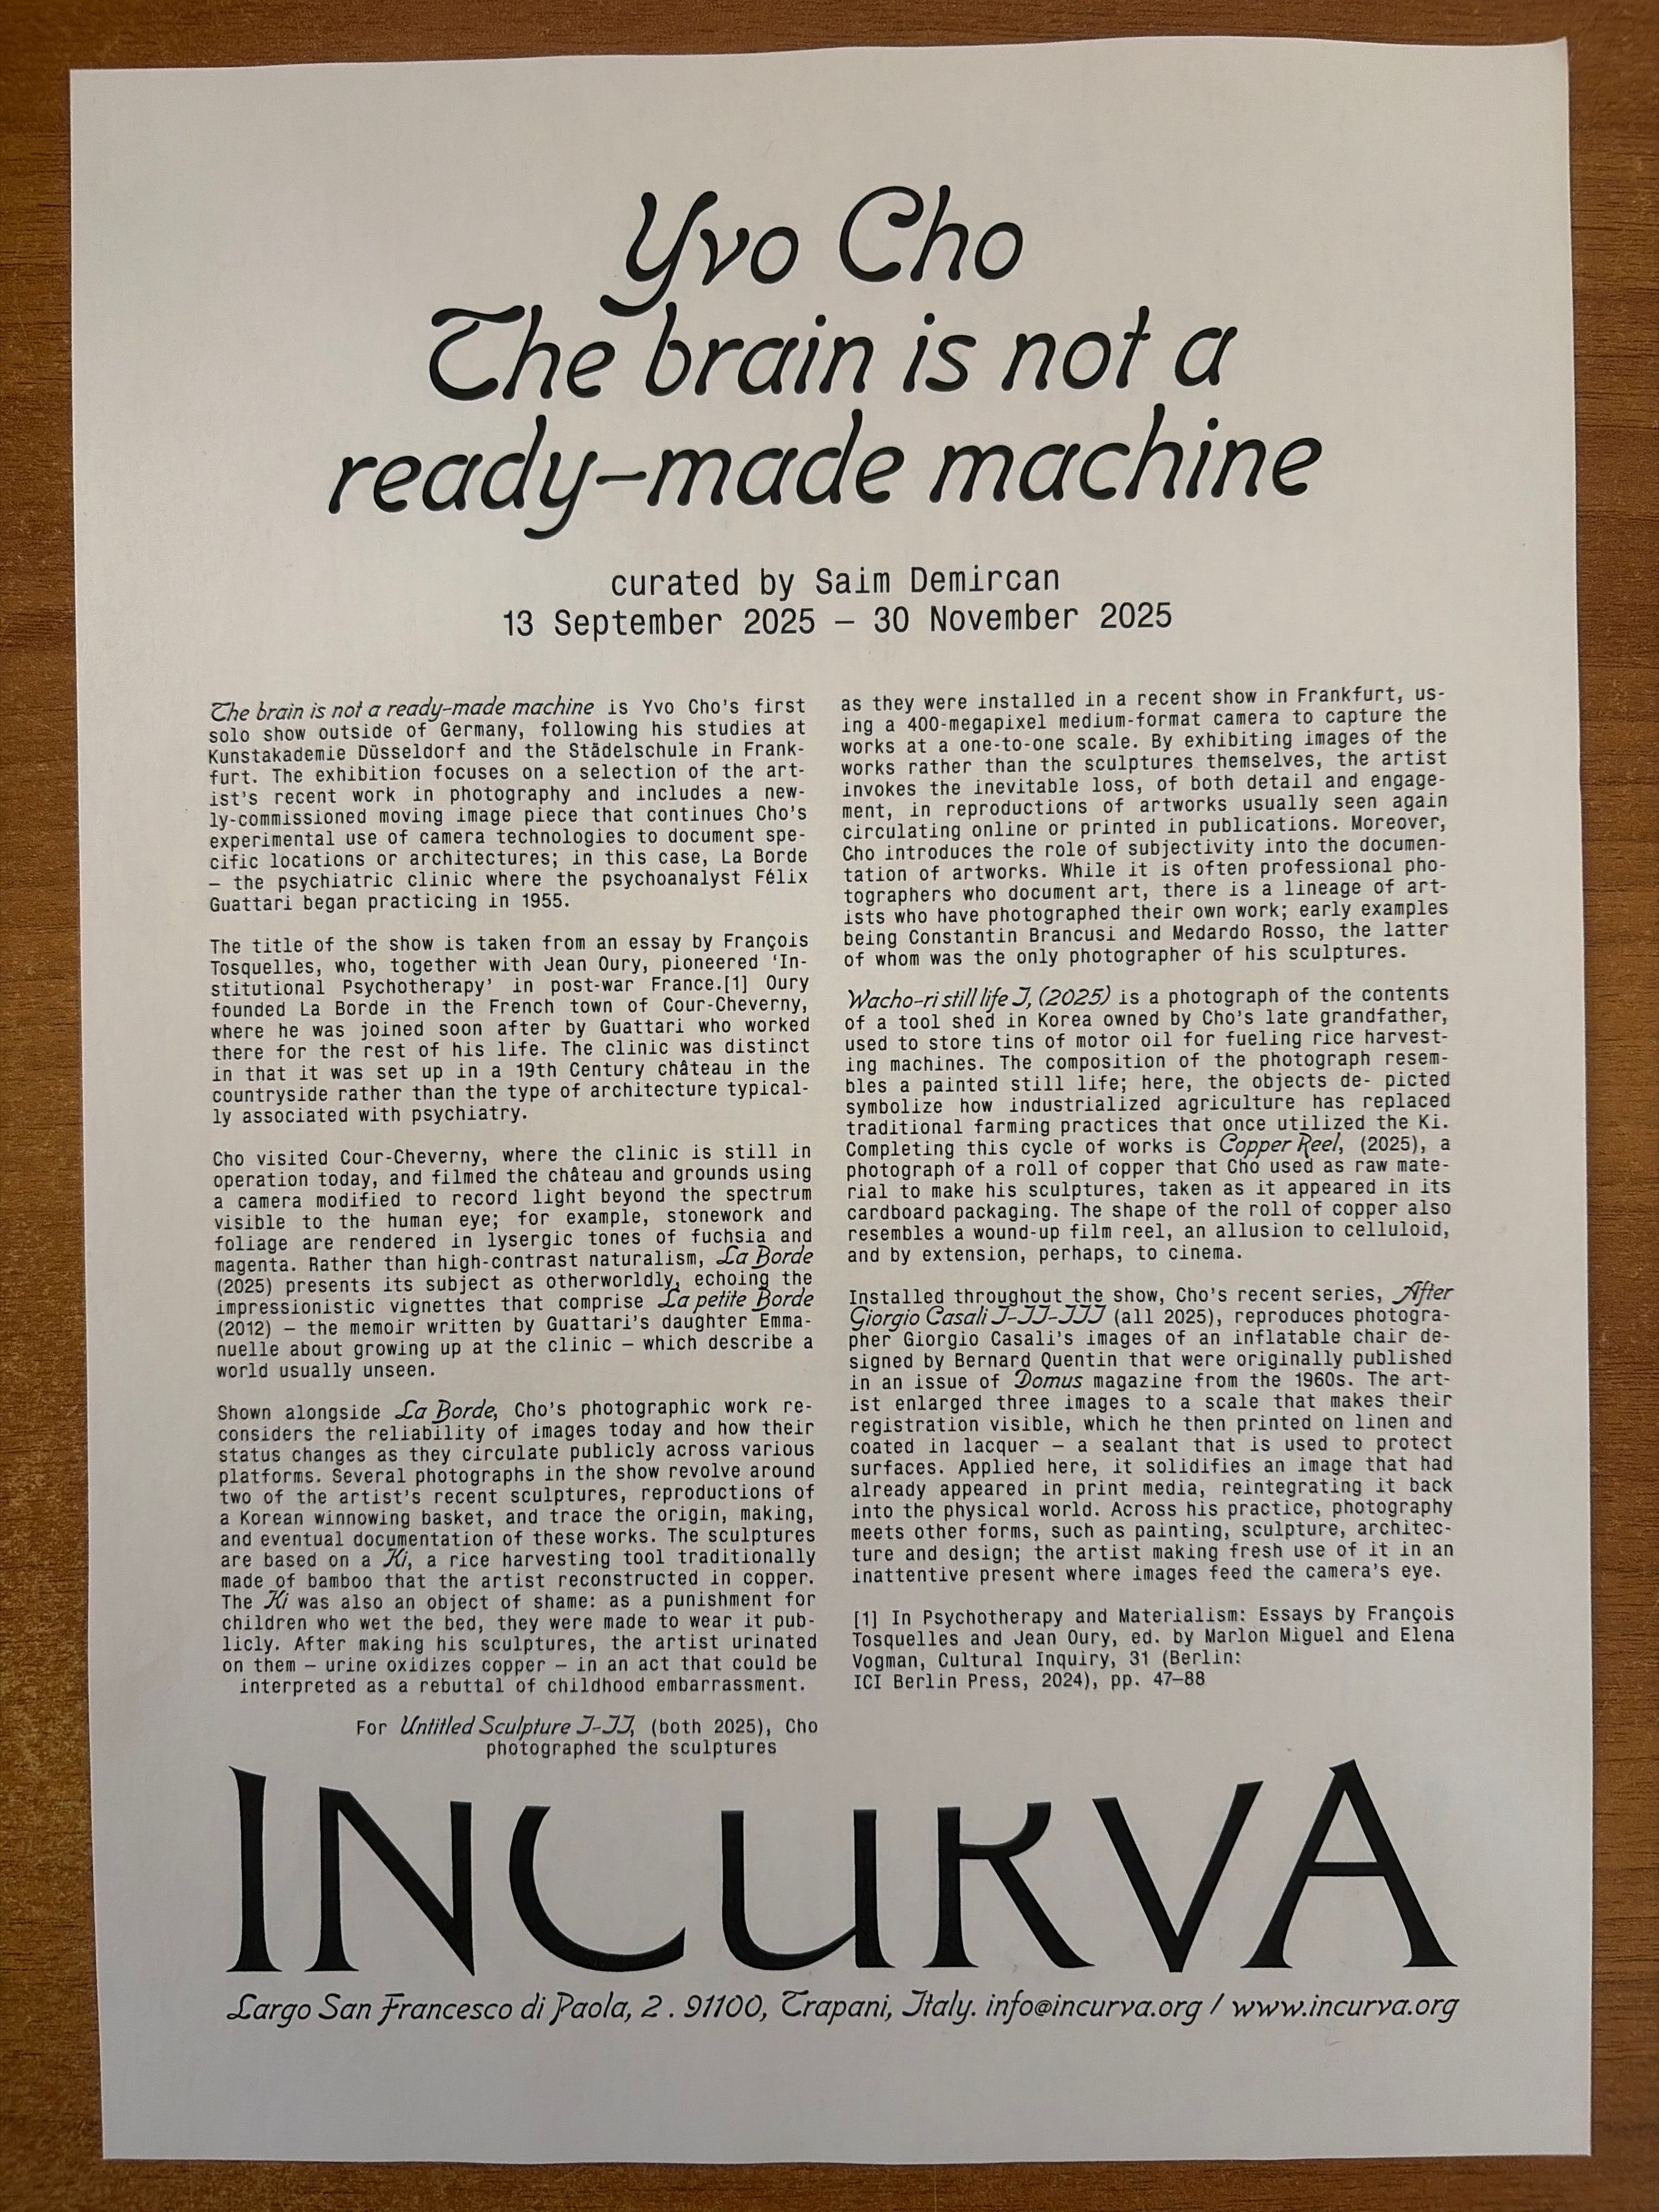 Yvo Cho
The brain is not a
ready-made machine
curated by Saim Demircan
13 September 2025 – 30 November 2025
The brain is not a ready-made machine is Yvo Cho's first
solo show outside of Germany, following his studies at
Kunstakademie Düsseldorf and the Städelschule in Frank-
furt. The exhibition focuses on a selection of the art-
ist's recent work in photography and includes a new-
ly-commissioned moving image piece that continues Cho's
experimental use of camera technologies to document spe-
cific locations or architectures; in this case, La Borde
– the psychiatric clinic where the psychoanalyst Félix
Guattari began practicing in 1955.
The title of the show is taken from an essay by François
Tosquelles, who, together with Jean Oury, pioneered 'In-
stitutional Psychotherapy' in post-war France.[1] Oury
founded La Borde in the French town of Cour-Cheverny,
where he was joined soon after by Guattari who worked
there for the rest of his life. The clinic was distinct
in that it was set up in a 19th Century château in the
countryside rather than the type of architecture typical-
ly associated with psychiatry.
Cho visited Cour-Cheverny, where the clinic is still in
operation today, and filmed the château and grounds using
a camera modified to record light beyond the spectrum
visible to the human eye; for example, stonework and
foliage are rendered in lysergic tones of fuchsia and
magenta. Rather than high-contrast naturalism, La Borde
(2025) presents its subject as otherworldly, echoing the
impressionistic vignettes that comprise La petite Borde
(2012) – the memoir written by Guattari's daughter Emma-
nuelle about growing up at the clinic – which describe a
world usually unseen.
Shown alongside La Borde, Cho's photographic work re-
considers the reliability of images today and how their
status changes as they circulate publicly across various
platforms. Several photographs in the show revolve around
two of the artist's recent sculptures, reproductions of
a Korean winnowing basket, and trace the origin, making,
and eventual documentation of these works. The sculptures
are based on a Ki, a rice harvesting tool traditionally
made of bamboo that the artist reconstructed in copper.
The Ki was also an object of shame: as a punishment for
children who wet the bed, they were made to wear it pub-
licly. After making his sculptures, the artist urinated
on them – urine oxidizes copper – in an act that could be
interpreted as a rebuttal of childhood embarrassment.
For Untitled Sculpture I-II, (both 2025), Cho
photographed the sculptures
as they were installed in a recent show in Frankfurt, us-
ing a 400-megapixel medium-format camera to capture the
works at a one-to-one scale. By exhibiting images of the
works rather than the sculptures themselves, the artist
invokes the inevitable loss, of both detail and engage-
ment, in reproductions of artworks usually seen again
circulating online or printed in publications. Moreover,
Cho introduces the role of subjectivity into the documen-
tation of artworks. While it is often professional pho-
tographers who document art, there is a lineage of art-
ists who have photographed their own work; early examples
being Constantin Brancusi and Medardo Rosso, the latter
of whom was the only photographer of his sculptures.
Wacho-ri still life I, (2025) is a photograph of the contents
of a tool shed in Korea owned by Cho's late grandfather,
used to store tins of motor oil for fueling rice harvest-
ing machines. The composition of the photograph resem-
bles a painted still life; here, the objects de- picted
symbolize how industrialized agriculture has replaced
traditional farming practices that once utilized the Ki.
Completing this cycle of works is Copper Reel, (2025), a
photograph of a roll of copper that Cho used as raw mate-
rial to make his sculptures, taken as it appeared in its
cardboard packaging. The shape of the roll of copper also
resembles a wound-up film reel, an allusion to celluloid,
and by extension, perhaps, to cinema.
Installed throughout the show, Cho's recent series, After
Giorgio Casali I-II-III (all 2025), reproduces photogra-
pher Giorgio Casali's images of an inflatable chair de-
signed by Bernard Quentin that were originally published
in an issue of Domus magazine from the 1960s. The art-
ist enlarged three images to a scale that makes their
registration visible, which he then printed on linen and
coated in lacquer – a sealant that is used to protect
surfaces. Applied here, it solidifies an image that had
already appeared in print media, reintegrating it back
into the physical world. Across his practice, photography
meets other forms, such as painting, sculpture, architec-
ture and design; the artist making fresh use of it in an
inattentive present where images feed the camera's eye.
[1] In Psychotherapy and Materialism: Essays by François
Tosquelles and Jean Oury, ed. by Marlon Miguel and Elena
Vogman, Cultural Inquiry, 31 (Berlin:
ICI Berlin Press, 2024), pp. 47–88
INCURVA
Largo San Francesco di Paola, 2 . 91100, Trapani, Italy. info@incurva.org / www.incurva.org